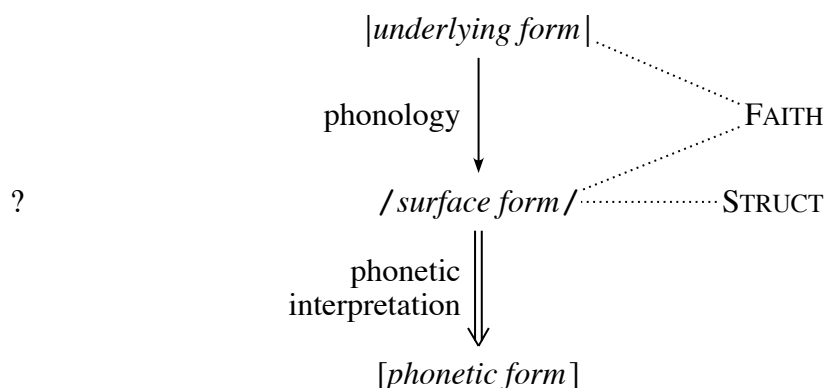 |underlying form|
phonology FAITH
? /surface form/ STRUCT
phonetic
interpretation
[phonetic form]